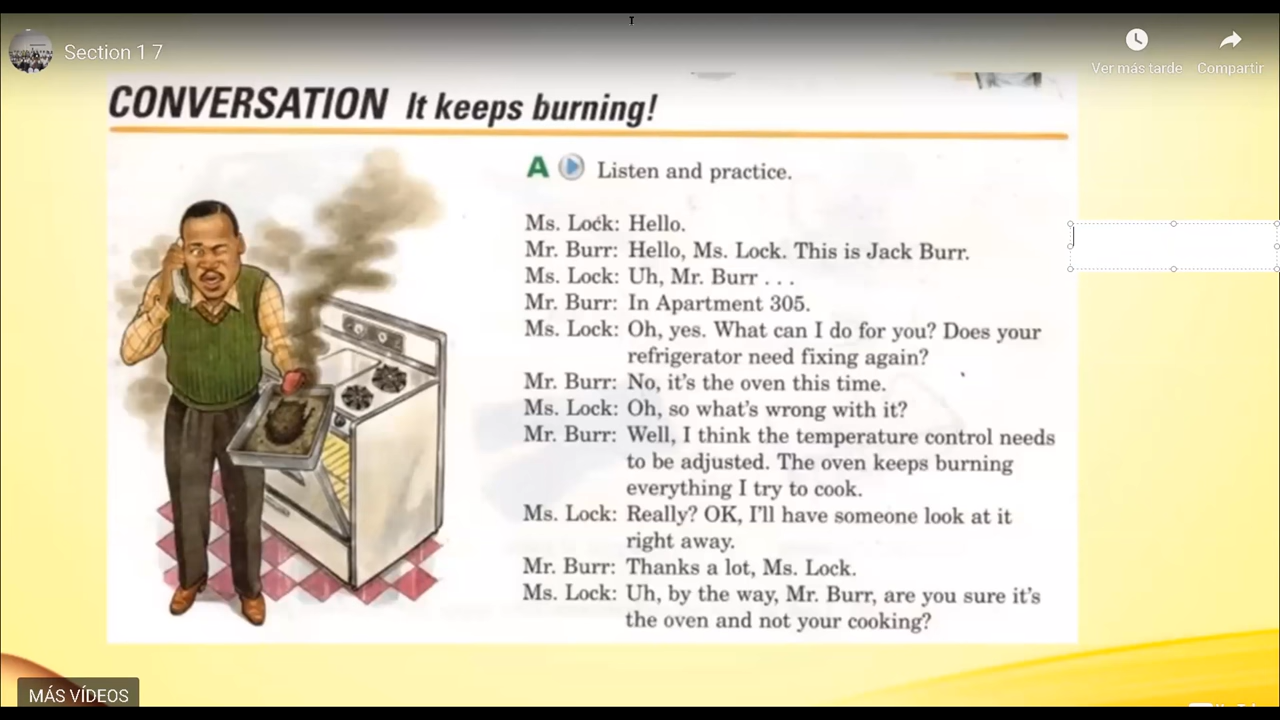 Section 1 7
Ver más tarde
Compartir
CONVERSATION It keeps burning!
A Listen and practice.
Ms. Lock: Hello.
Mr. Burr: Hello, Ms. Lock. This is Jack Burr.
Ms. Lock: Uh, Mr. Burr . . .
Mr. Burr: In Apartment 305.
Ms. Lock: Oh, yes. What can I do for you? Does your
refrigerator need fixing again?
Mr. Burr: No, it's the oven this time.
Ms. Lock: Oh, so what's wrong with it?
Mr. Burr: Well, I think the temperature control needs
to be adjusted. The oven keeps burning
everything I try to cook.
Ms. Lock: Really? OK, I'll have someone look at it
right away.
Mr. Burr: Thanks a lot, Ms. Lock.
Ms. Lock: Uh, by the way, Mr. Burr, are you sure it's
the oven and not your cooking?
MÁS VÍDEOS